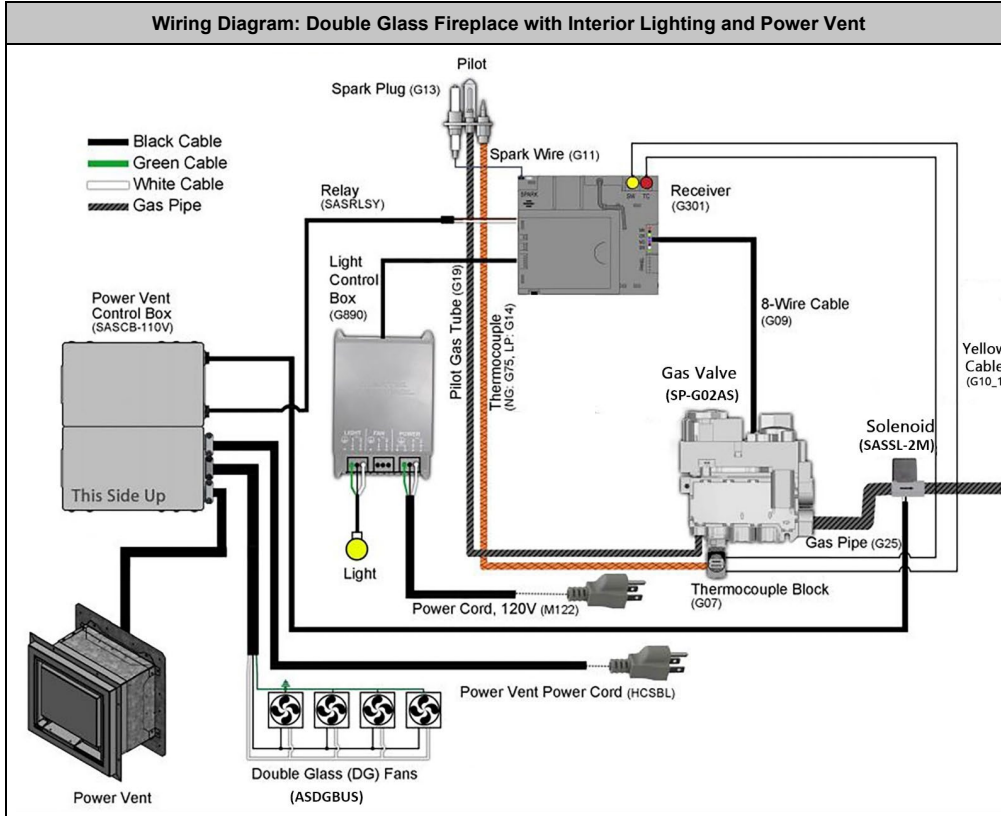 Wiring Diagram: Double Glass Fireplace with Interior Lighting and Power Vent
Pilot
Spark Plug (G13)
Black Cable
Green Cable
White Cable
Gas Pipe
Spark Wire (G11)
Relay
(SASRLSY)
SPARK
SW TC
Receiver
(G301)
Light
Control
Box
(G890)
Power Vent
Control Box
(SASCB-110V)
Pilot Gas Tube (G19)
Thermocouple
(NG: G75, LP: G14)
8-Wire Cable
(G09)
Yellow
Cable
(G10_1
Gas Valve
(SP-G02AS)
Solenoid
(SASSL-2M)
LIGHT FAN POWER
This Side Up
Gas Pipe (G25)
Light
Thermocouple Block
(G07)
Power Cord, 120V (M122)
Power Vent Power Cord (HCSBL)
Double Glass (DG) Fans
(ASDGBUS)
Power Vent